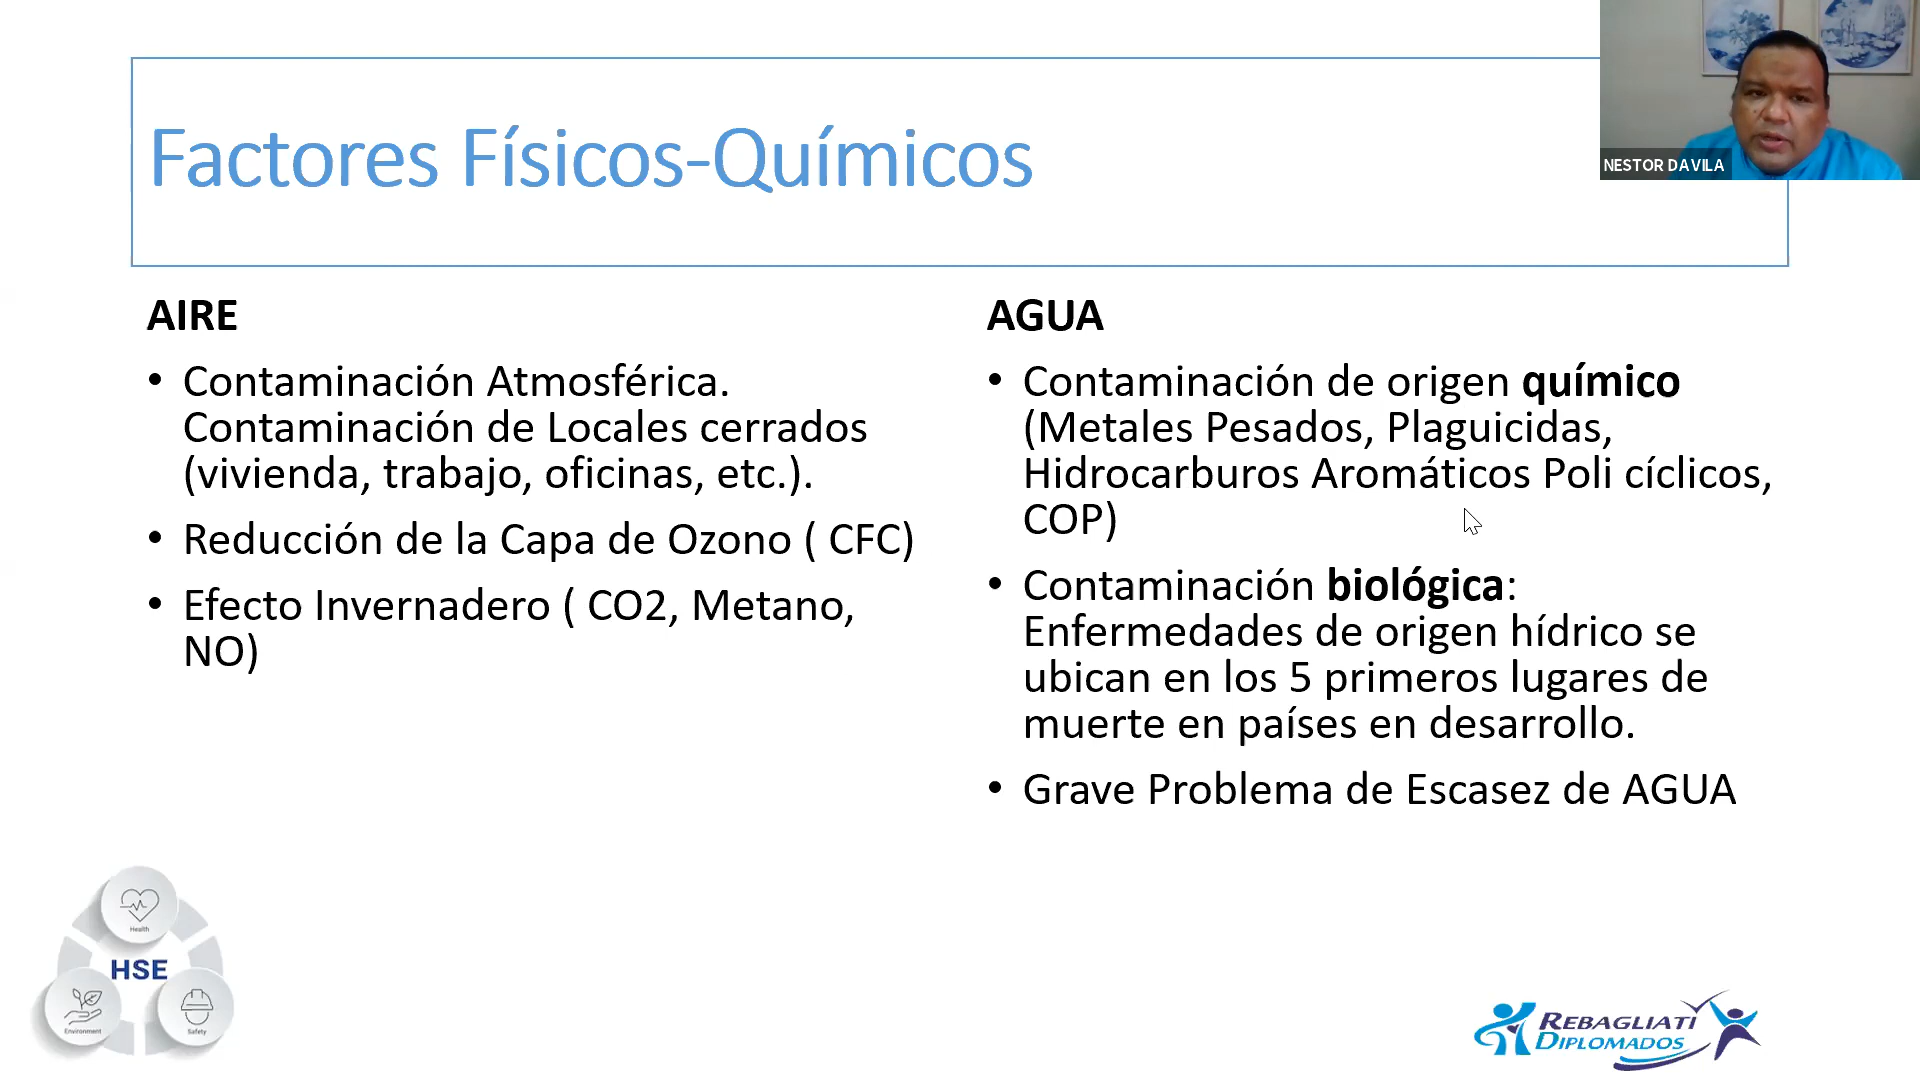 Factores Físicos-Químicos
NESTOR DAVILA
AIRE
• Contaminación Atmosférica.
Contaminación de Locales cerrados
(vivienda, trabajo, oficinas, etc.).
• Reducción de la Capa de Ozono ( CFC)
• Efecto Invernadero ( CO2, Metano,
NO)
AGUA
• Contaminación de origen químico
(Metales Pesados, Plaguicidas,
Hidrocarburos Aromáticos Poli cíclicos,
COP)
• Contaminación biológica:
Enfermedades de origen hídrico se
ubican en los 5 primeros lugares de
muerte en países en desarrollo.
• Grave Problema de Escasez de AGUA
Health
HSE
Environment
Safety
REBAGLIATI
DIPLOMADOS